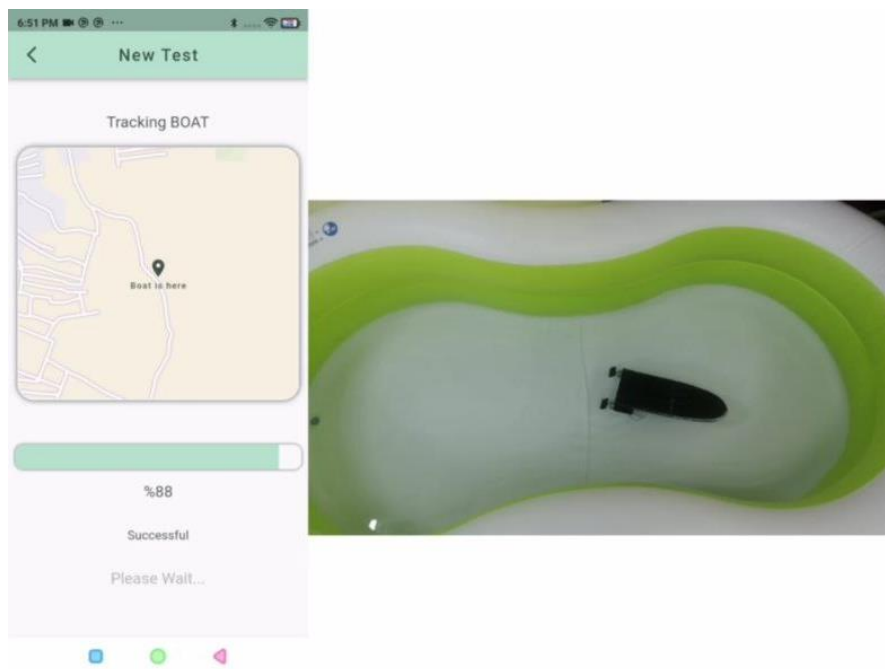 6:51 PM
New Test
Tracking BOAT
Boat is here
%88
Successful
Please Wait...